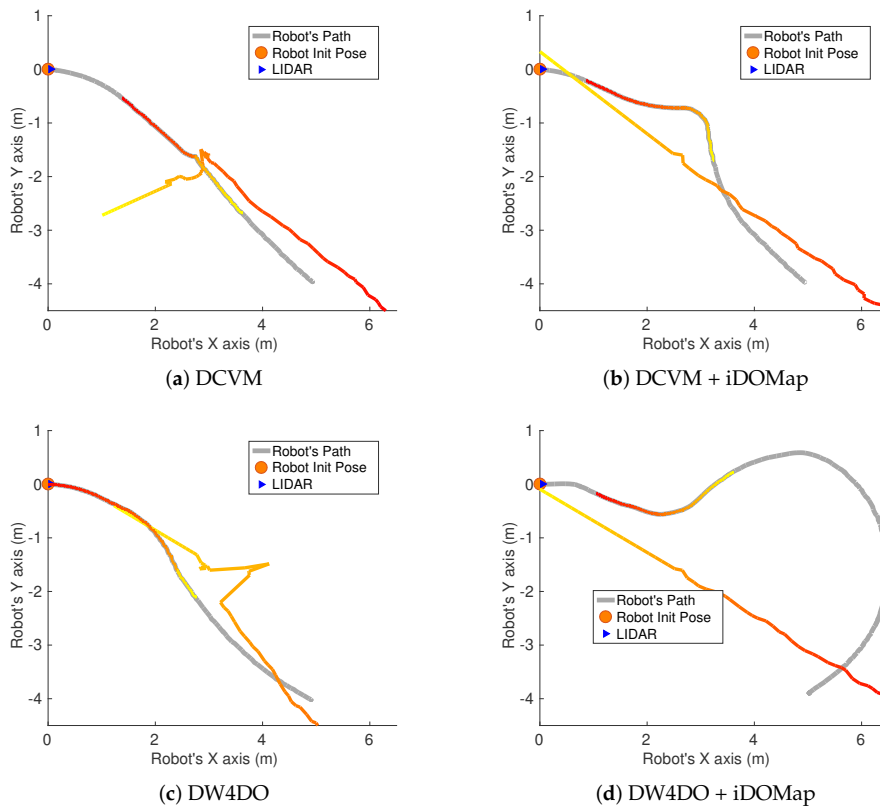 1
0
-1
-2
-3
-4
0
2
4
6
Robot's Y axis (m)
Robot's X axis (m)
Robot's Path
Robot Init Pose
LIDAR
(a) DCVM
1
0
-1
-2
-3
-4
0
2
4
6
Robot's Y axis (m)
Robot's X axis (m)
Robot's Path
Robot Init Pose
LIDAR
(b) DCVM + iDOMap
1
0
-1
-2
-3
-4
0
2
4
6
Robot's Y axis (m)
Robot's X axis (m)
Robot's Path
Robot Init Pose
LIDAR
(c) DW4DO
1
0
-1
-2
-3
-4
0
2
4
6
Robot's Y axis (m)
Robot's X axis (m)
Robot's Path
Robot Init Pose
LIDAR
(d) DW4DO + iDOMap